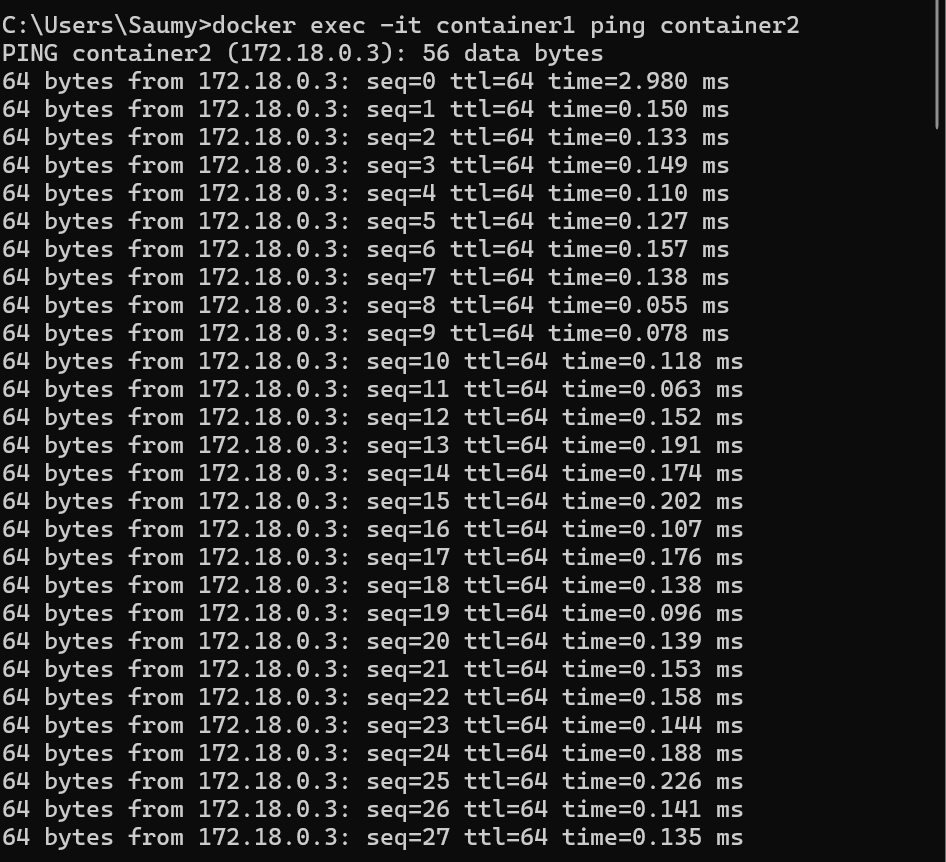 C:\Users\Saumy>docker exec -it container1 ping container2
PING container2 (172.18.0.3): 56 data bytes
64 bytes from 172.18.0.3: seq=0 ttl=64 time=2.980 ms
64 bytes from 172.18.0.3: seq=1 ttl=64 time=0.150 ms
64 bytes from 172.18.0.3: seq=2 ttl=64 time=0.133 ms
64 bytes from 172.18.0.3: seq=3 ttl=64 time=0.149 ms
64 bytes from 172.18.0.3: seq=4 ttl=64 time=0.110 ms
64 bytes from 172.18.0.3: seq=5 ttl=64 time=0.127 ms
64 bytes from 172.18.0.3: seq=6 ttl=64 time=0.157 ms
64 bytes from 172.18.0.3: seq=7 ttl=64 time=0.138 ms
64 bytes from 172.18.0.3: seq=8 ttl=64 time=0.055 ms
64 bytes from 172.18.0.3: seq=9 ttl=64 time=0.078 ms
64 bytes from 172.18.0.3: seq=10 ttl=64 time=0.118 ms
64 bytes from 172.18.0.3: seq=11 ttl=64 time=0.063 ms
64 bytes from 172.18.0.3: seq=12 ttl=64 time=0.152 ms
64 bytes from 172.18.0.3: seq=13 ttl=64 time=0.191 ms
64 bytes from 172.18.0.3: seq=14 ttl=64 time=0.174 ms
64 bytes from 172.18.0.3: seq=15 ttl=64 time=0.202 ms
64 bytes from 172.18.0.3: seq=16 ttl=64 time=0.107 ms
64 bytes from 172.18.0.3: seq=17 ttl=64 time=0.176 ms
64 bytes from 172.18.0.3: seq=18 ttl=64 time=0.138 ms
64 bytes from 172.18.0.3: seq=19 ttl=64 time=0.096 ms
64 bytes from 172.18.0.3: seq=20 ttl=64 time=0.139 ms
64 bytes from 172.18.0.3: seq=21 ttl=64 time=0.153 ms
64 bytes from 172.18.0.3: seq=22 ttl=64 time=0.158 ms
64 bytes from 172.18.0.3: seq=23 ttl=64 time=0.144 ms
64 bytes from 172.18.0.3: seq=24 ttl=64 time=0.188 ms
64 bytes from 172.18.0.3: seq=25 ttl=64 time=0.226 ms
64 bytes from 172.18.0.3: seq=26 ttl=64 time=0.141 ms
64 bytes from 172.18.0.3: seq=27 ttl=64 time=0.135 ms